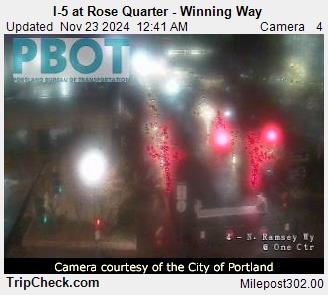 I-5 at Rose Quarter - Winning Way
Updated Nov 23 2024 12:41 AM Camera 4
PBOT
PORTLAND BUREAU OF TRANSPORTATION
4 - N. Ramsey Wy
@ One Ctr
Camera courtesy of the City of Portland
TripCheck.com Milepost302.00